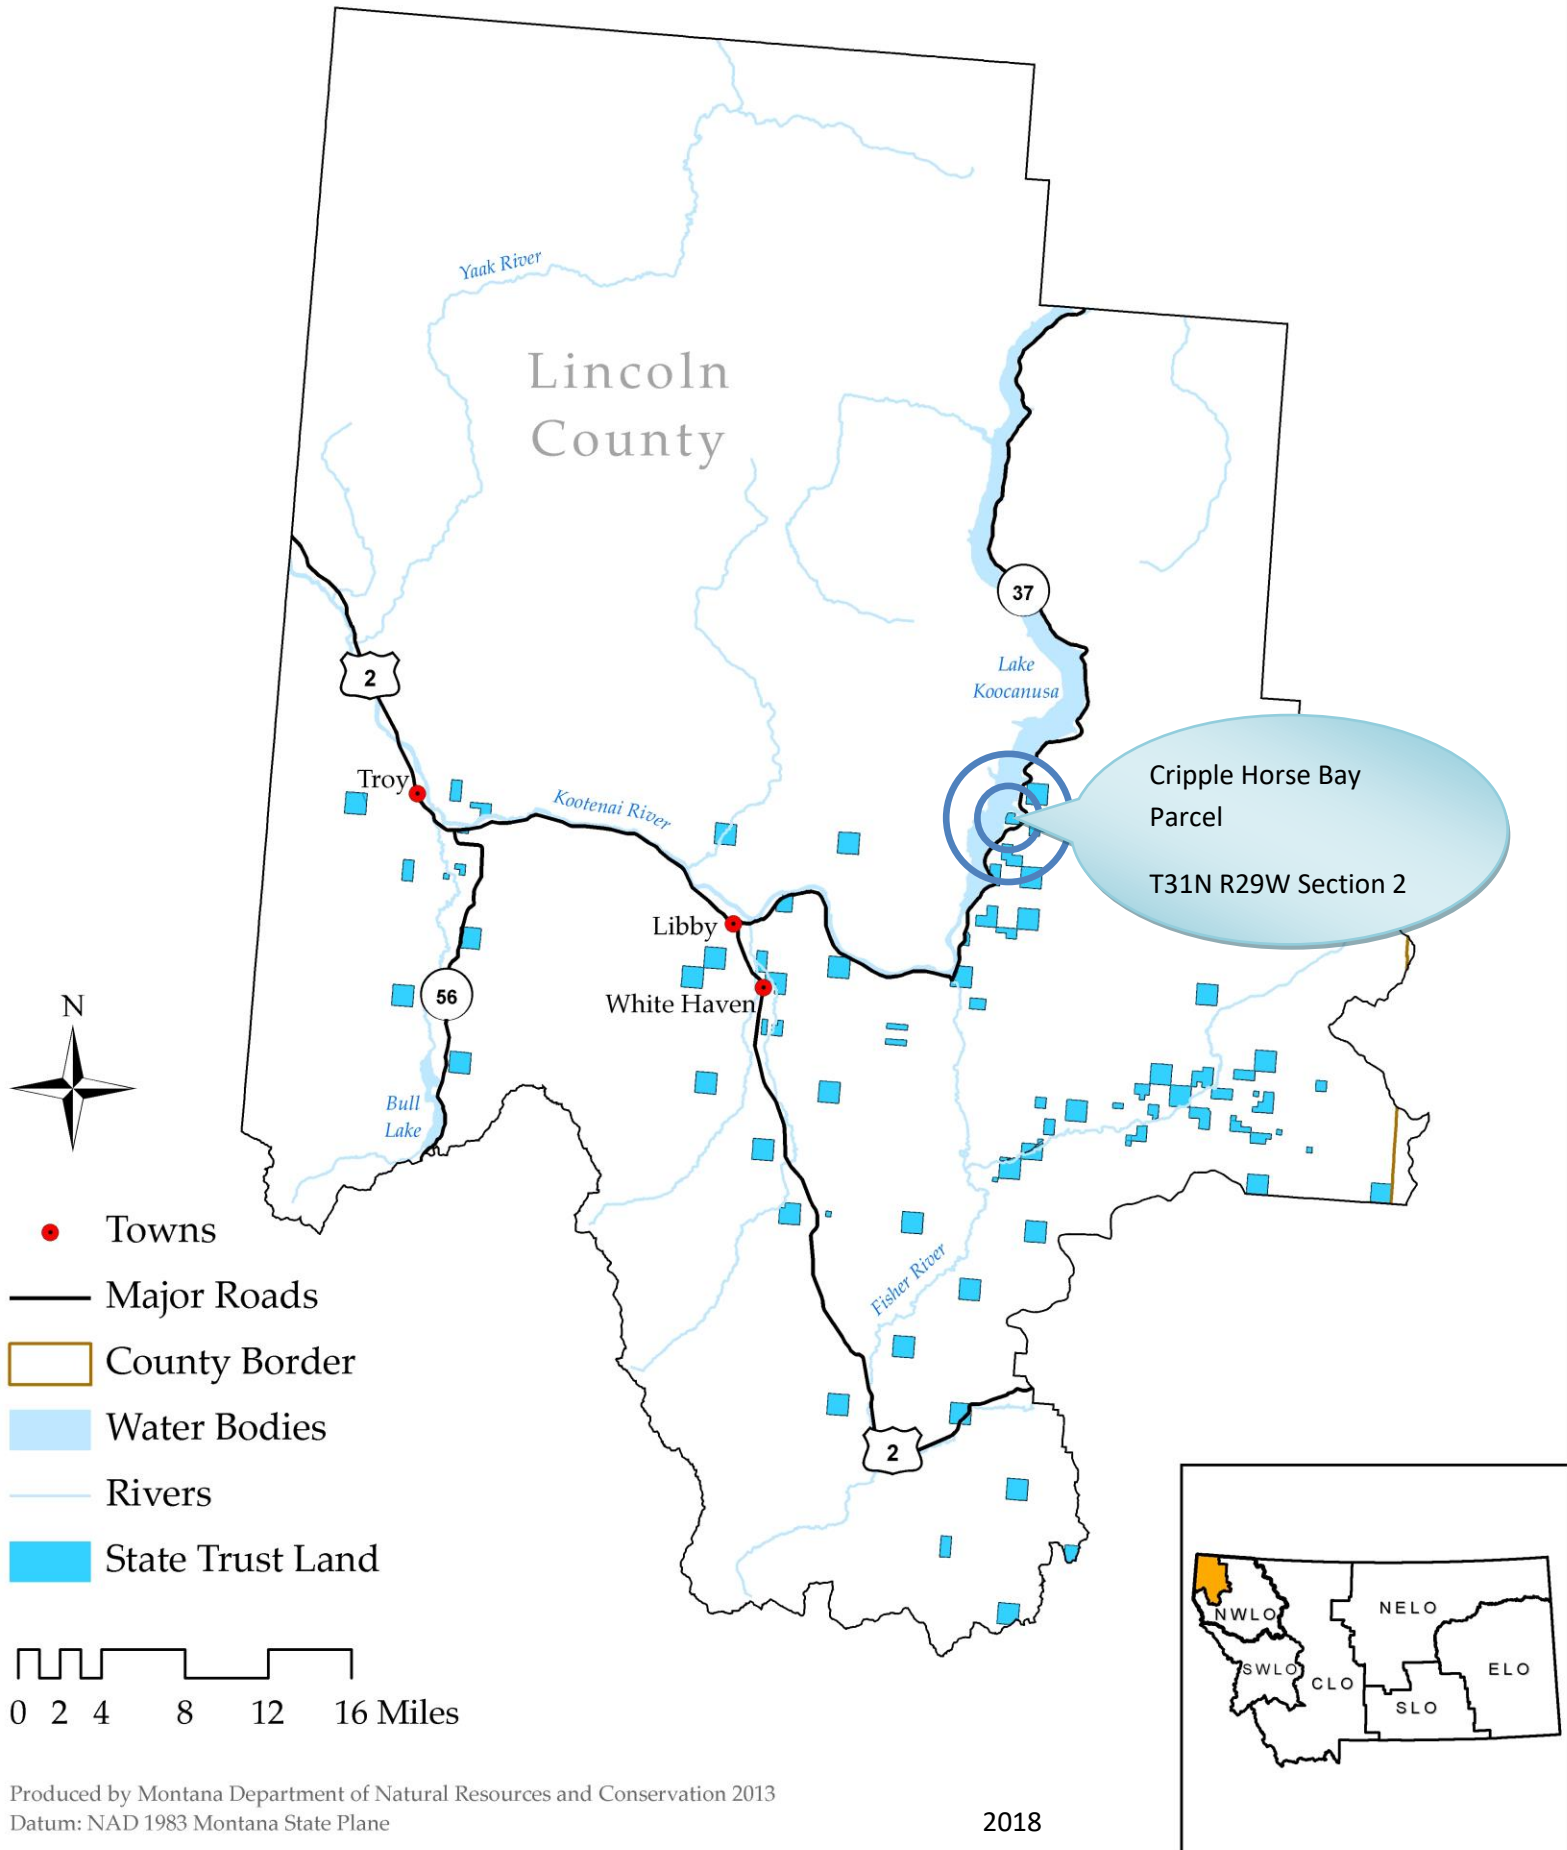 Yaak River
Lincoln
County
37
Lake
Koocanusa
2
Cripple Horse Bay
Parcel
T31N R29W Section 2
Troy
Kootenai River
Libby
White Haven
56
N
Bull
Lake
Fisher River
2
Towns
Major Roads
County Border
Water Bodies
Rivers
State Trust Land
0 2 4 8 12 16 Miles
NWLO
NELO
SWLO
CLO
ELO
SLO
Produced by Montana Department of Natural Resources and Conservation 2013
Datum: NAD 1983 Montana State Plane
2018